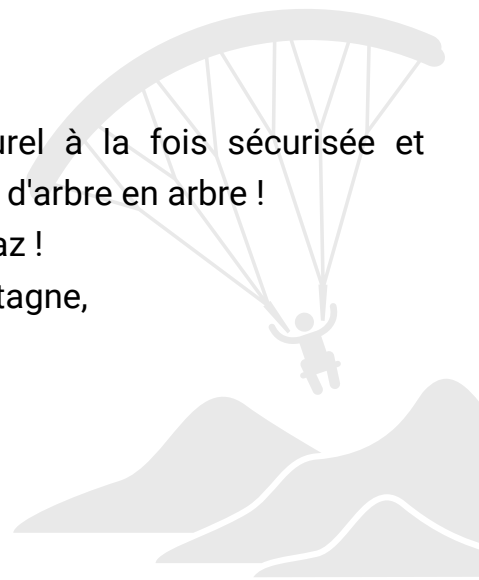 urel à la fois sécurisée et
d'arbre en arbre !
az !
tagne,